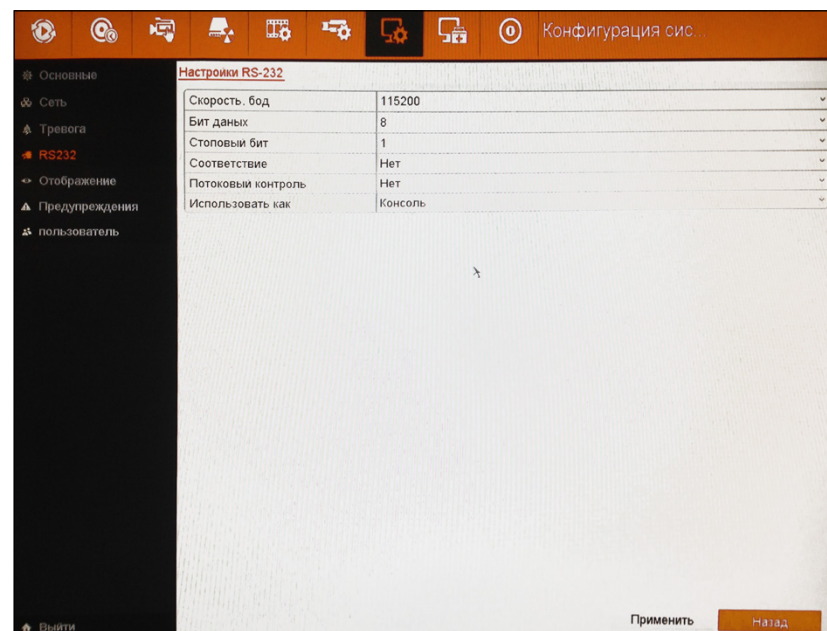 Конфигурация сис...
Основные
Сеть
Тревога
RS232
Отображение
Предупреждения
пользователь
Выйти
Настройки RS-232
Скорость. бод 115200
Бит даных 8
Стоповый бит 1
Соответствие Нет
Потоковый контроль Нет
Использовать как Консоль
Применить Назад